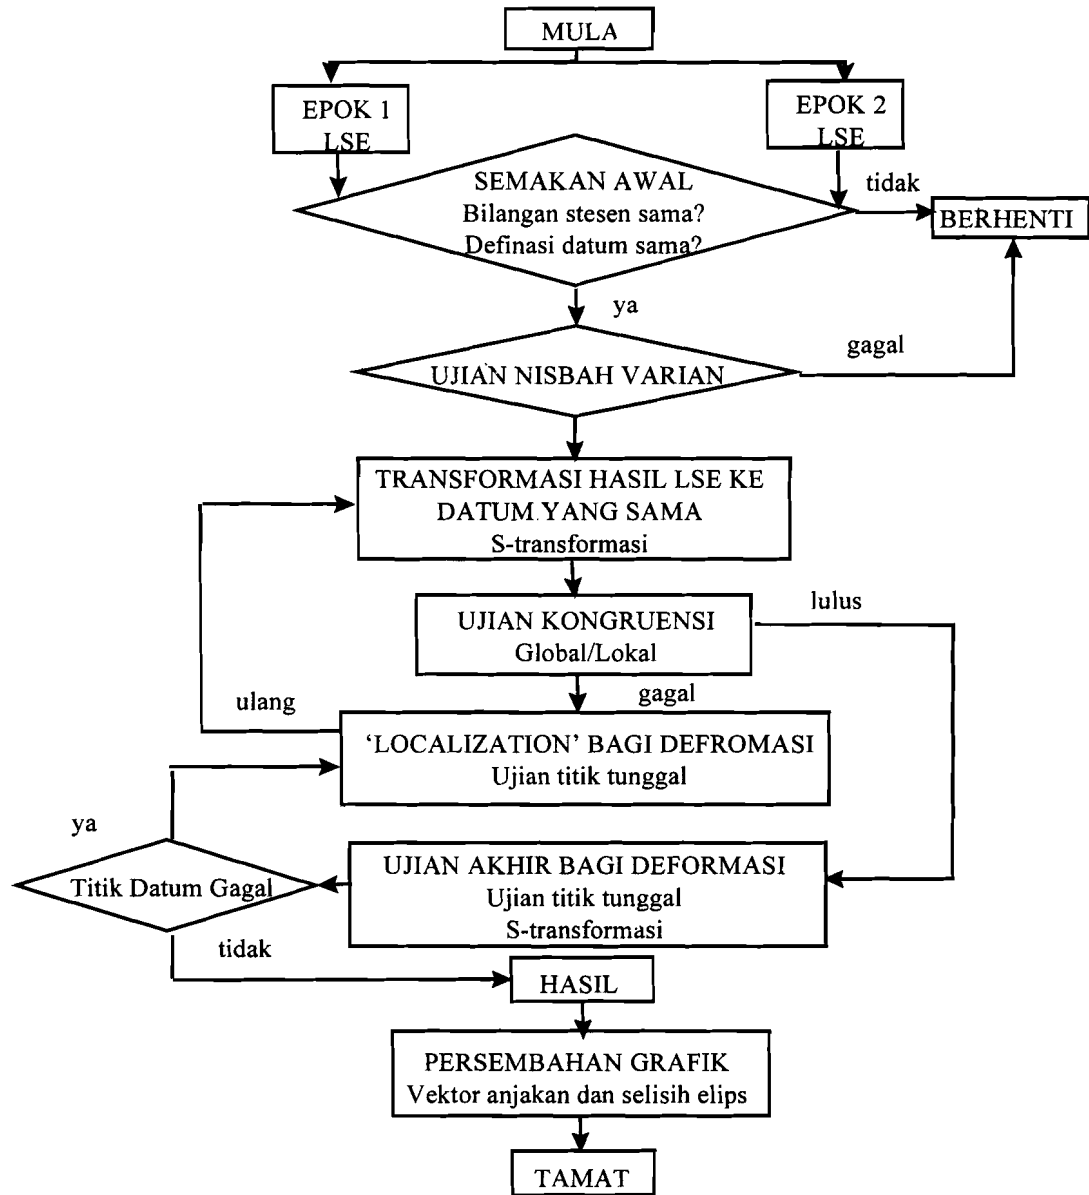 MULA
EPOK 1
LSE
EPOK 2
LSE
SEMAKAN AWAL
Bilangan stesen sama?
Definasi datum sama?
tidak
BERHENTI
ya
UJIAN NISBAH VARIAN
gagal
TRANSFORMASI HASIL LSE KE
DATUM YANG SAMA
S-transformasi
UJIAN KONGRUENSI
Global/Lokal
lulus
gagal
ulang
'LOCALIZATION' BAGI DEFROMASI
Ujian titik tunggal
ya
Titik Datum Gagal
UJIAN AKHIR BAGI DEFORMASI
Ujian titik tunggal
S-transformasi
tidak
HASIL
PERSEMBAHAN GRAFIK
Vektor anjakan dan selisih elips
TAMAT